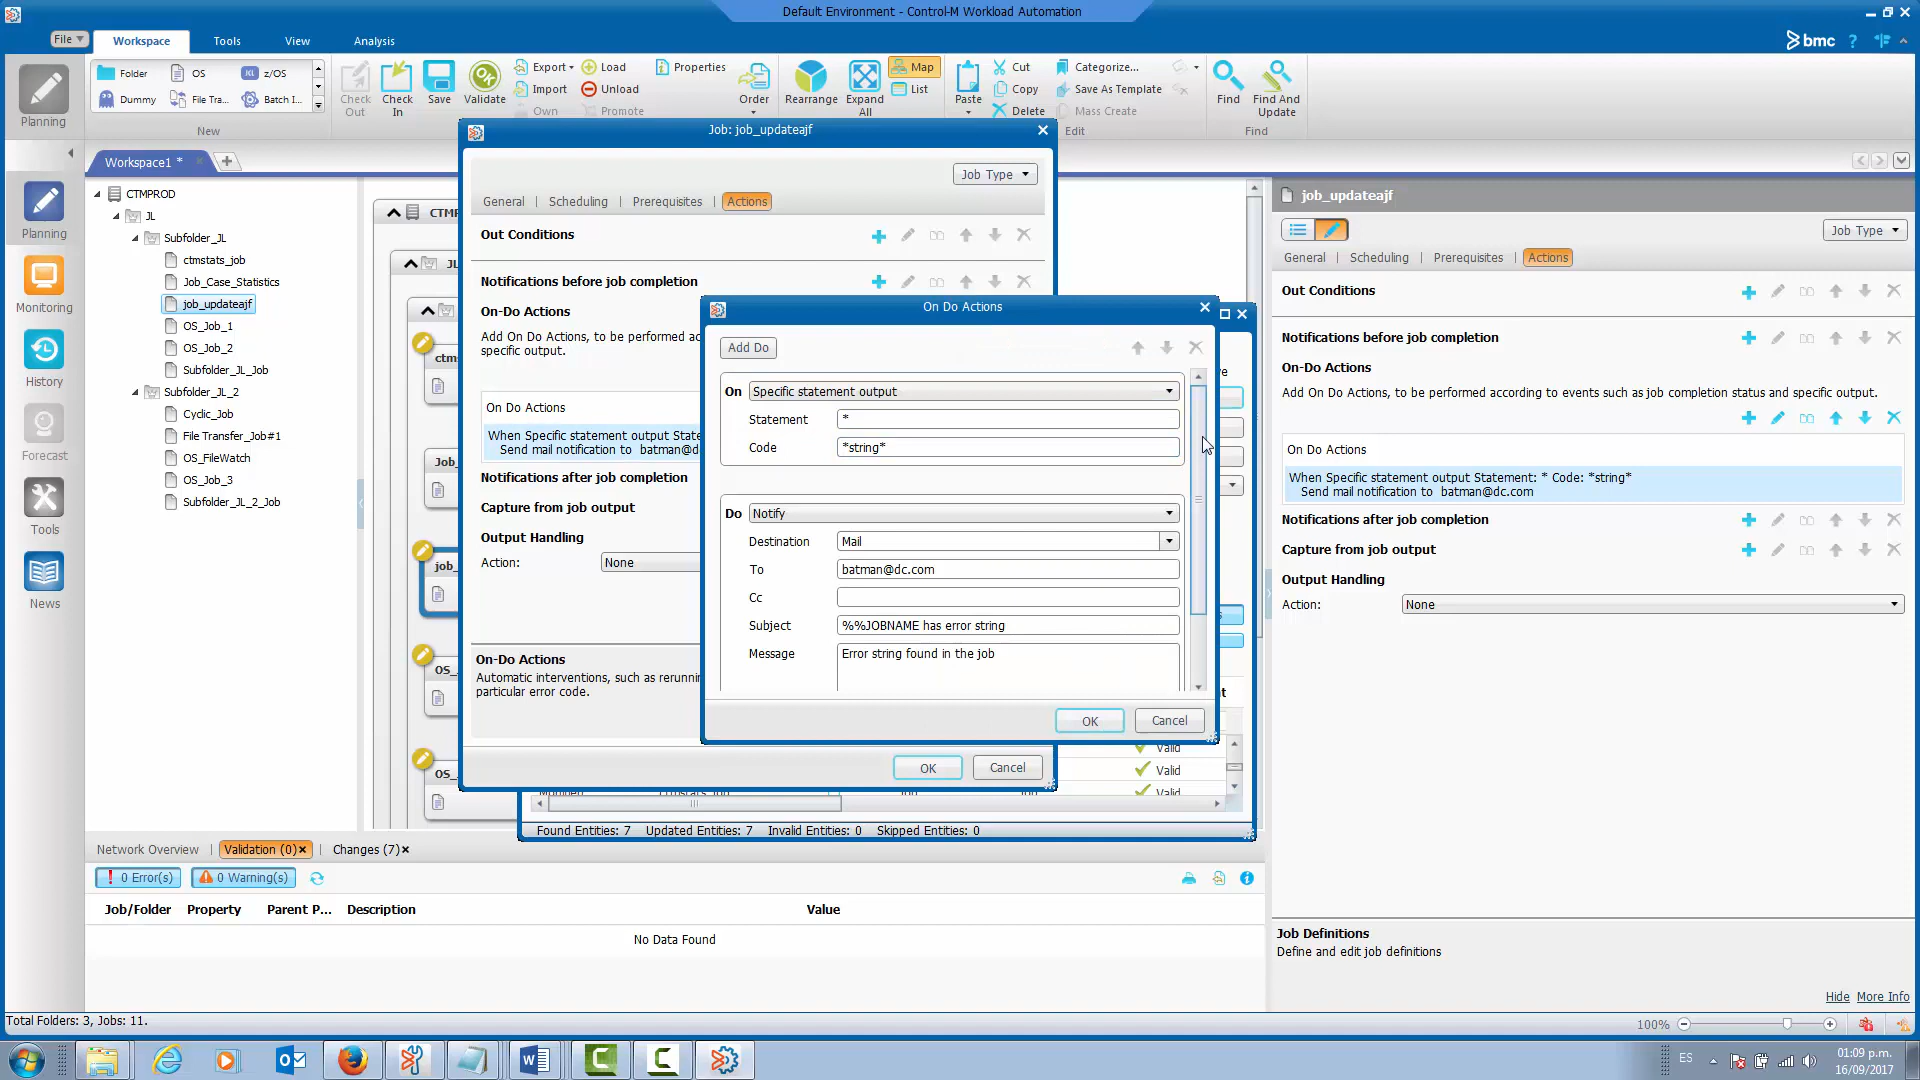 Default Environment - Control-M Workload Automation
File
Workspace
Tools
View
Analysis
bmc
Planning
Folder
OS
z/OS
Dummy
File Tra...
Batch I...
New
Check Out
Check In
Save
Validate
Export
Import
Own
Load
Unload
Promote
Properties
Order
Rearrange
Expand All
Map
List
Paste
Cut
Copy
Delete
Categorize...
Save As Template
Mass Create
Edit
Find
Find And Update
Find
Workspace1 *
Planning
Monitoring
History
Forecast
Tools
News
CTMPROD
JL
Subfolder_JL
ctmstats_job
Job_Case_Statistics
job_updateajf
OS_Job_1
OS_Job_2
Subfolder_JL_Job
Subfolder_JL_2
Cyclic_Job
File Transfer_Job#1
OS_FileWatch
OS_Job_3
Subfolder_JL_2_Job
CTMP
JL
ctms
Job_
job_
OS_
OS_
Job: job_updateajf
Job Type
General
Scheduling
Prerequisites
Actions
Out Conditions
Notifications before job completion
On-Do Actions
Add On Do Actions, to be performed ac
specific output.
On Do Actions
When Specific statement output State
Send mail notification to batman@dc
Notifications after job completion
Capture from job output
Output Handling
Action:
None
On-Do Actions
Automatic interventions, such as rerunn
particular error code.
OK
Cancel
On Do Actions
Add Do
On
Specific statement output
Statement
*
Code
*string*
Do
Notify
Destination
Mail
To
batman@dc.com
Cc
Subject
%%JOBNAME has error string
Message
Error string found in the job
OK
Cancel
Valid
Valid
Valid
Found Entities: 7 Updated Entities: 7 Invalid Entities: 0 Skipped Entities: 0
job_updateajf
Job Type
General
Scheduling
Prerequisites
Actions
Out Conditions
Notifications before job completion
On-Do Actions
Add On Do Actions, to be performed according to events such as job completion status and specific output.
On Do Actions
When Specific statement output Statement: * Code: *string*
Send mail notification to batman@dc.com
Notifications after job completion
Capture from job output
Output Handling
Action:
None
Job Definitions
Define and edit job definitions
Hide
More Info
Network Overview
Validation (0)
Changes (7)
0 Error(s)
0 Warning(s)
Job/Folder
Property
Parent P...
Description
Value
No Data Found
Total Folders: 3, Jobs: 11.
100%
ES
01:09 p.m.
16/09/2017